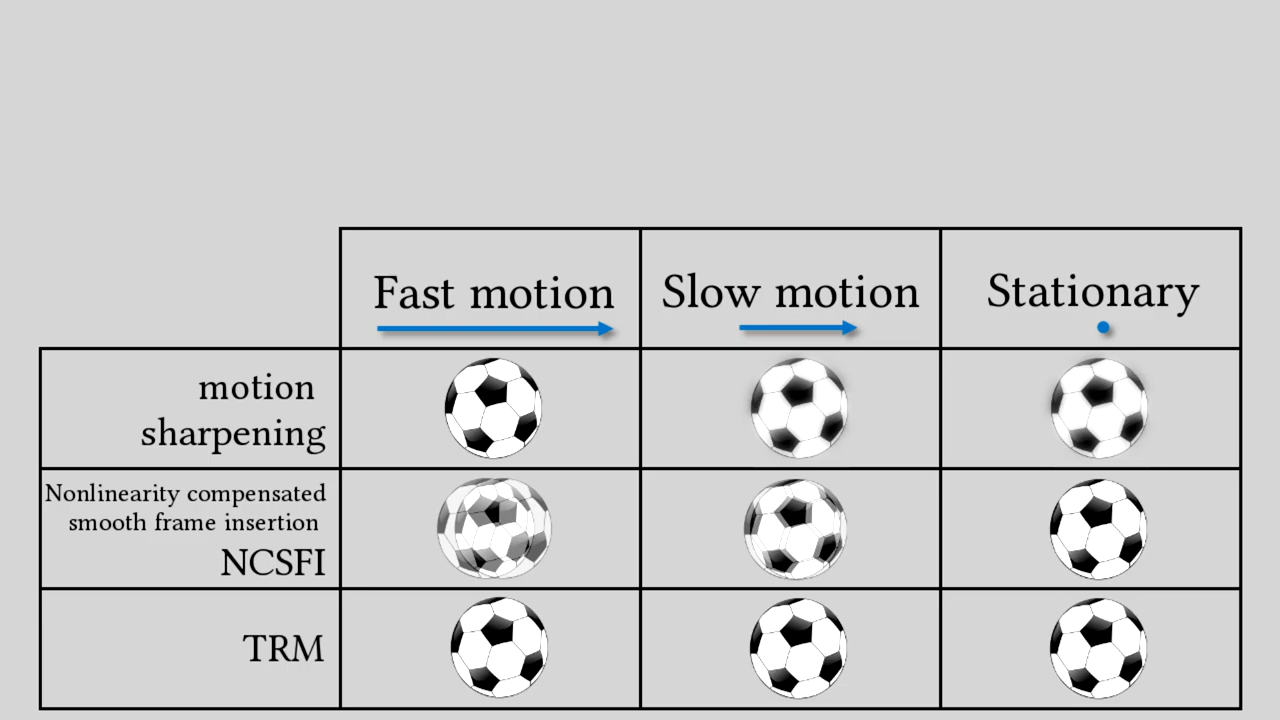 Fast motion
Slow motion
Stationary
motion
sharpening
Nonlinearity compensated
smooth frame insertion
NCSFI
TRM